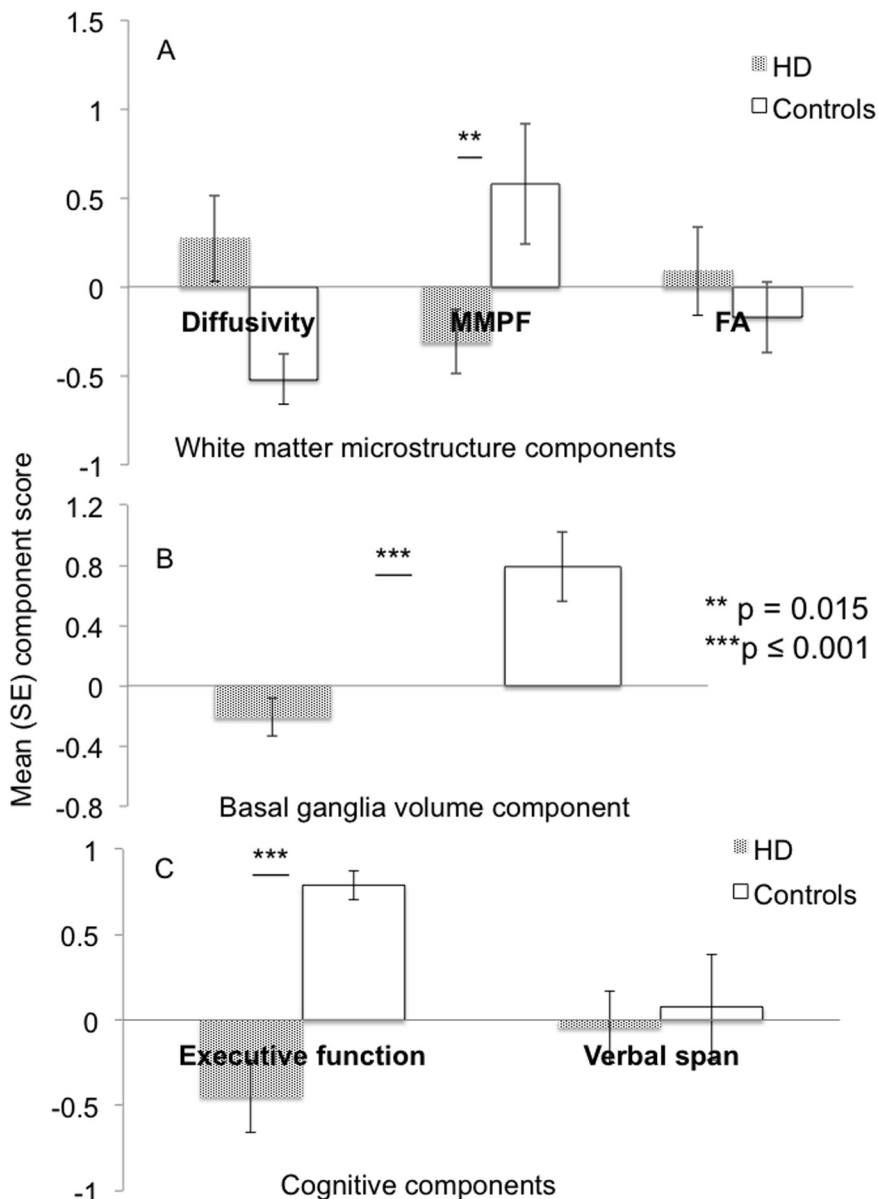 1.5
A
HD
Controls
1
**
0.5
0
Diffusivity
MMPF
FA
-0.5
White matter microstructure components
-1
Mean (SE) component score
1.2
B
***
0.8
** p = 0.015
***p ≤ 0.001
0.4
0
-0.4
-0.8
Basal ganglia volume component
1
C
***
HD
Controls
0.5
0
Executive function
Verbal span
-0.5
-1
Cognitive components